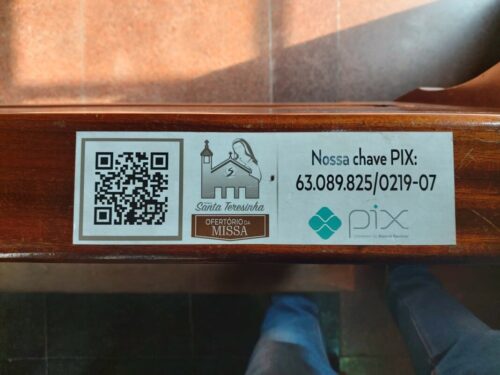 Santa Teresinha
OFERTÓRIO DA
MISSA
Nossa chave PIX:
63.089.825/0219-07
pix